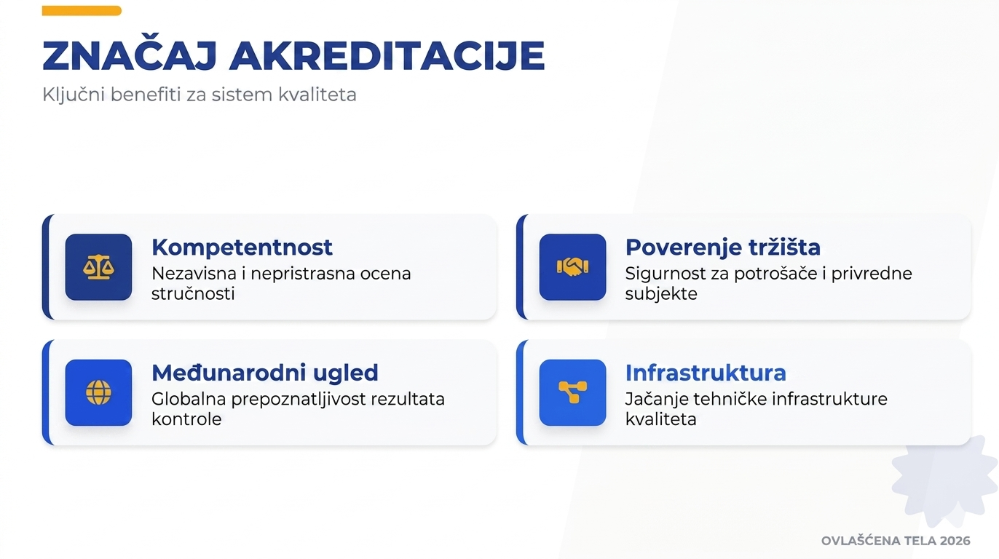 ZNAČAJ AKREDITACIJE
Ključni benefiti za sistem kvaliteta
Kompetentnost
Nezavisna i nepristrasna ocena
stručnosti
Poverenje tržišta
Sigurnost za potrošače i privredne
subjekte
Međunarodni ugled
Globalna prepoznatljivost rezultata
kontrole
Infrastruktura
Jačanje tehničke infrastrukture
kvaliteta
OVLAŠĆENA TELA 2026